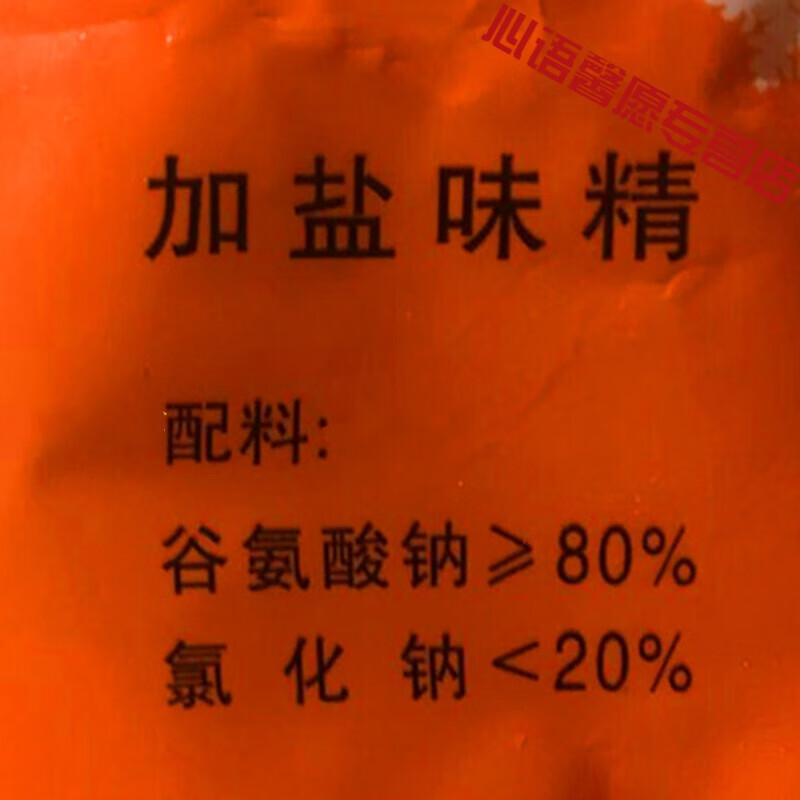 心语馨愿专营店
加盐味精
配料:
谷氨酸钠≥80%
氯化钠<20%